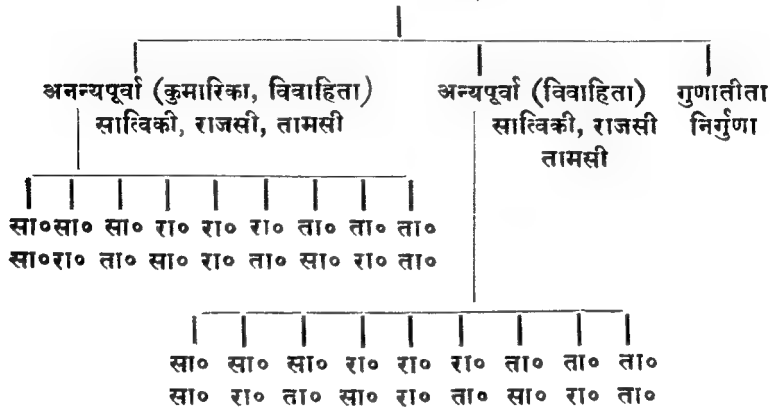 अनन्यपूर्वा (कुमारिका, विवाहिता)
सात्विकी, राजसी, तामसी
अन्यपूर्वा (विवाहिता)
सात्विकी, राजसी
तामसी
गुणातीता
निर्गुणा
सा० सा० सा० रा० रा० रा० ता० ता० ता०
सा० रा० ता० सा० रा० ता० सा० रा० ता०
सा० सा० सा० रा० रा० रा० ता० ता० ता०
सा० रा० ता० सा० रा० ता० सा० रा० ता०